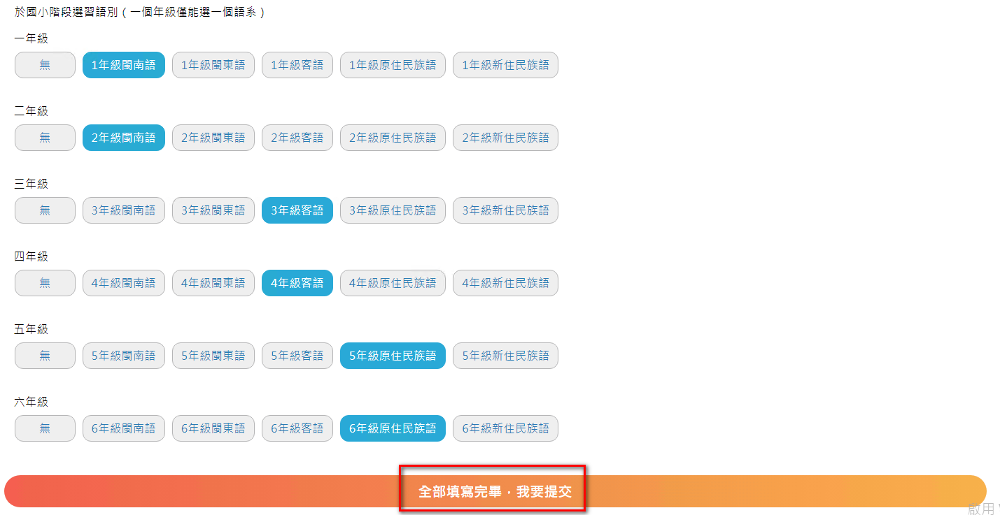 於國小階段選習語別 ( 一個年級僅能選一個語系 )
一年級
無 1年級閩南語 1年級閩東語 1年級客語 1年級原住民族語 1年級新住民族語
二年級
無 2年級閩南語 2年級閩東語 2年級客語 2年級原住民族語 2年級新住民族語
三年級
無 3年級閩南語 3年級閩東語 3年級客語 3年級原住民族語 3年級新住民族語
四年級
無 4年級閩南語 4年級閩東語 4年級客語 4年級原住民族語 4年級新住民族語
五年級
無 5年級閩南語 5年級閩東語 5年級客語 5年級原住民族語 5年級新住民族語
六年級
無 6年級閩南語 6年級閩東語 6年級客語 6年級原住民族語 6年級新住民族語
全部填寫完畢，我要提交
啟用